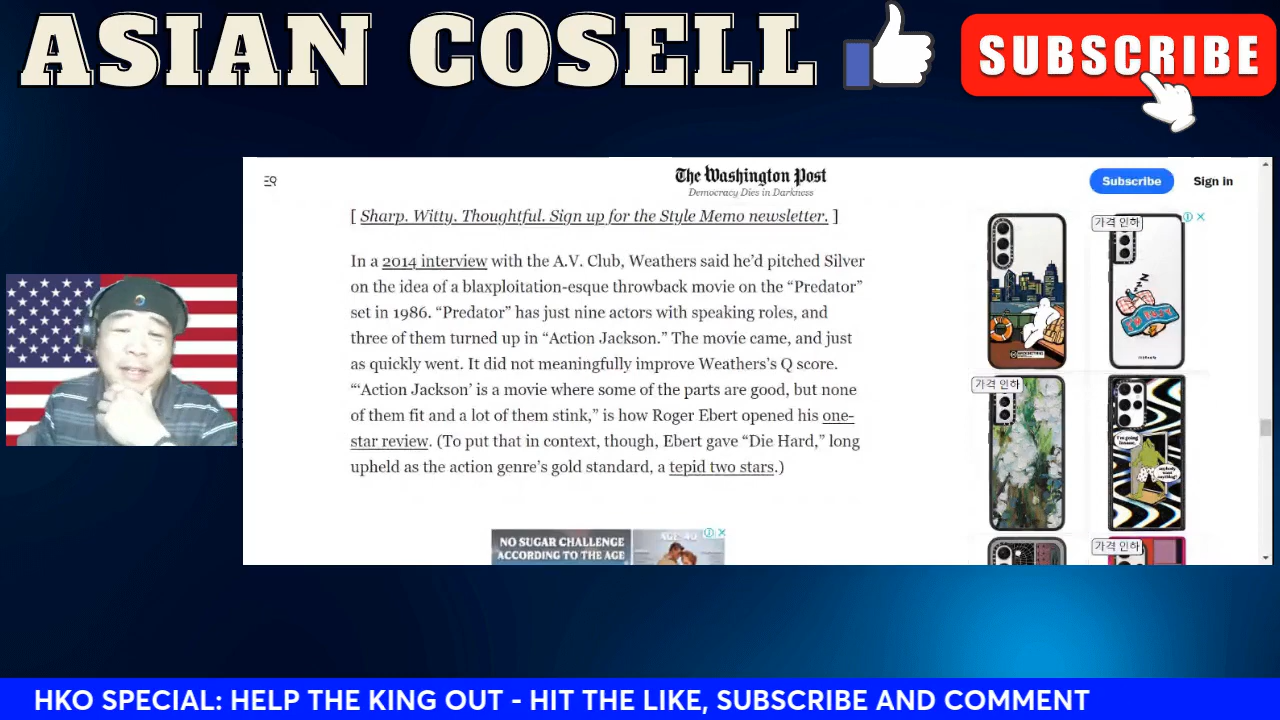 ASIAN COSELL
SUBSCRIBE
The Washington Post
Democracy Dies in Darkness
Subscribe
Sign in
[ Sharp. Witty. Thoughtful. Sign up for the Style Memo newsletter. ]
In a 2014 interview with the A.V. Club, Weathers said he’d pitched Silver
on the idea of a blaxploitation-esque throwback movie on the “Predator”
set in 1986. “Predator” has just nine actors with speaking roles, and
three of them turned up in “Action Jackson.” The movie came, and just
as quickly went. It did not meaningfully improve Weathers’s Q score.
“‘Action Jackson’ is a movie where some of the parts are good, but none
of them fit and a lot of them stink,” is how Roger Ebert opened his one-
star review. (To put that in context, though, Ebert gave “Die Hard,” long
upheld as the action genre’s gold standard, a tepid two stars.)
가격 인하
가격 인하
I'm going
가격 인하
NO SUGAR CHALLENGE
ACCORDING TO THE AGE
AGE: 40
HKO SPECIAL: HELP THE KING OUT - HIT THE LIKE, SUBSCRIBE AND COMMENT